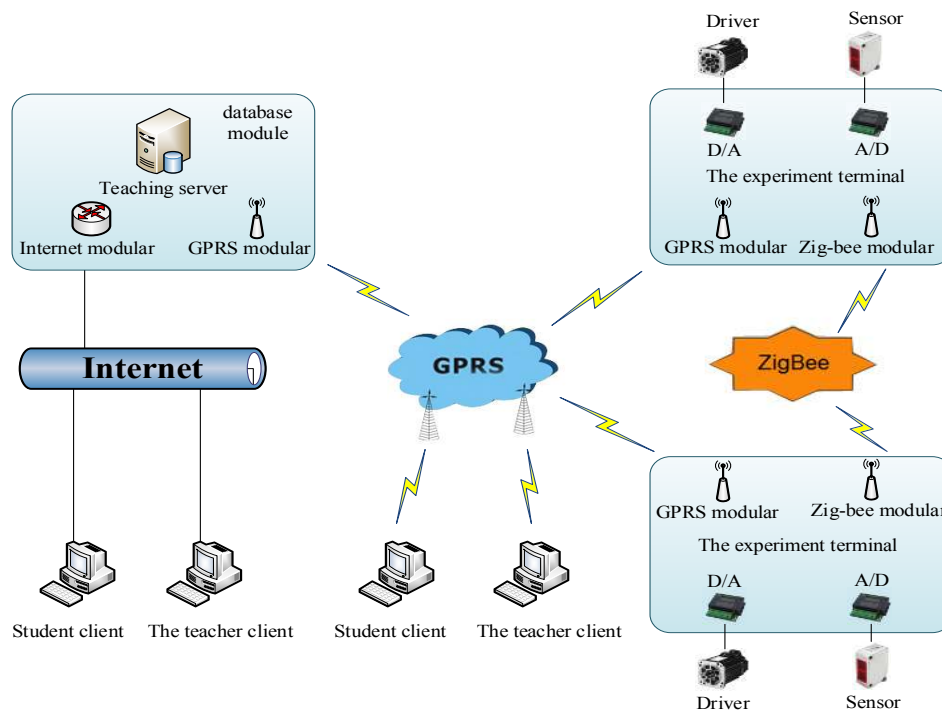 Driver
Sensor
database
module
Teaching server
Internet modular
GPRS modular
D/A
A/D
The experiment terminal
GPRS modular
Zig-bee modular
Internet
GPRS
ZigBee
GPRS modular
Zig-bee modular
The experiment terminal
D/A
A/D
Student client
The teacher client
Student client
The teacher client
Driver
Sensor